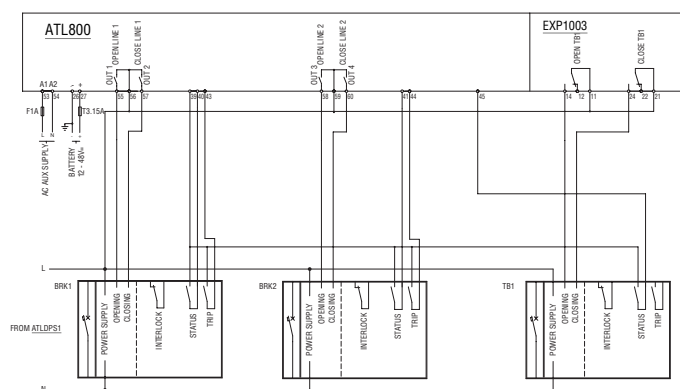 ATL800
EXP1003
OUT 1
OPEN LINE 1
CLOSE LINE 1
OUT 2
OUT 3
OPEN LINE 2
CLOSE LINE 2
OUT 4
OPEN TB1
CLOSE TB1
A1 A2
- +
53 54 26 27 55 56 57 39 40 43 58 59 60 41 44 45 14 12 11 24 22 21
F1A
T3.15A
L N
- +
AC AUX SUPPLY
BATTERY
12 - 48V=
L
BRK1
BRK2
TB1
FROM ATLDPS1
POWER SUPPLY
OPENING
CLOSING
INTERLOCK
STATUS
TRIP
POWER SUPPLY
OPENING
CLOSING
INTERLOCK
STATUS
TRIP
POWER SUPPLY
OPENING
CLOSING
INTERLOCK
STATUS
TRIP
N